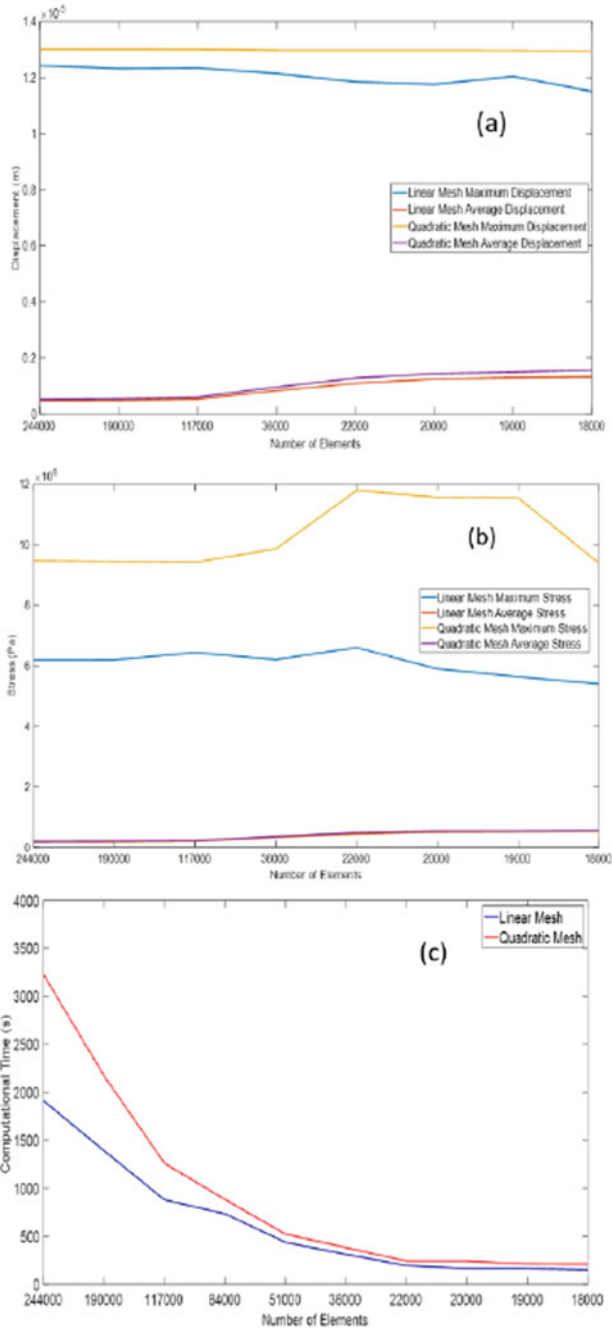 ×10⁻⁵
1.4
1.2
1
0.8
0.6
0.4
0.2
0
Displacement (m)
(a)
Linear Mesh Maximum Displacement
Linear Mesh Average Displacement
Quadratic Mesh Maximum Displacement
Quadratic Mesh Average Displacement
244000 190000 117000 36000 22000 20000 19000 18000
Number of Elements
12
10
8
6
4
2
0
Stress (Pa)
(b)
Linear Mesh Maximum Stress
Linear Mesh Average Stress
Quadratic Mesh Maximum Stress
Quadratic Mesh Average Stress
244000 190000 117000 36000 22000 20000 19000 18000
Number of Elements
4000
3500
3000
2500
2000
1500
1000
500
0
Computational Time (s)
(c)
Linear Mesh
Quadratic Mesh
244000 190000 117000 84000 51000 36000 22000 20000 19000 18000
Number of Elements